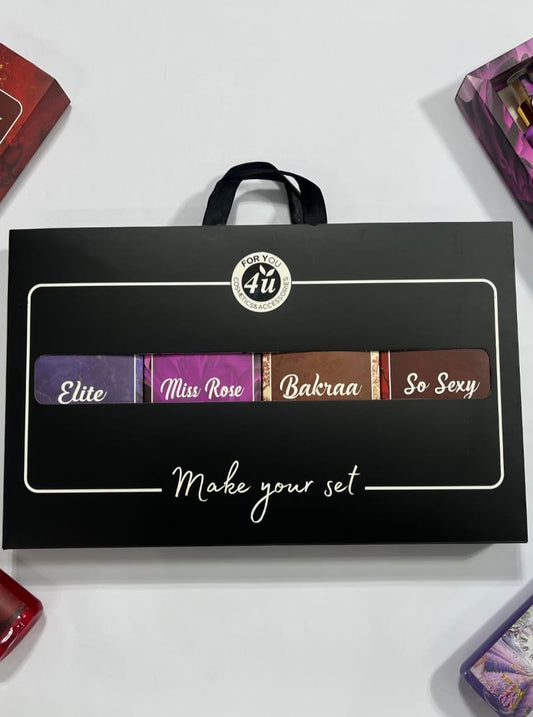 FOR YOU
4u
COSMETICS&ACCESSORIES
Elite
Miss Rose
Bakraa
So Sexy
Make your set